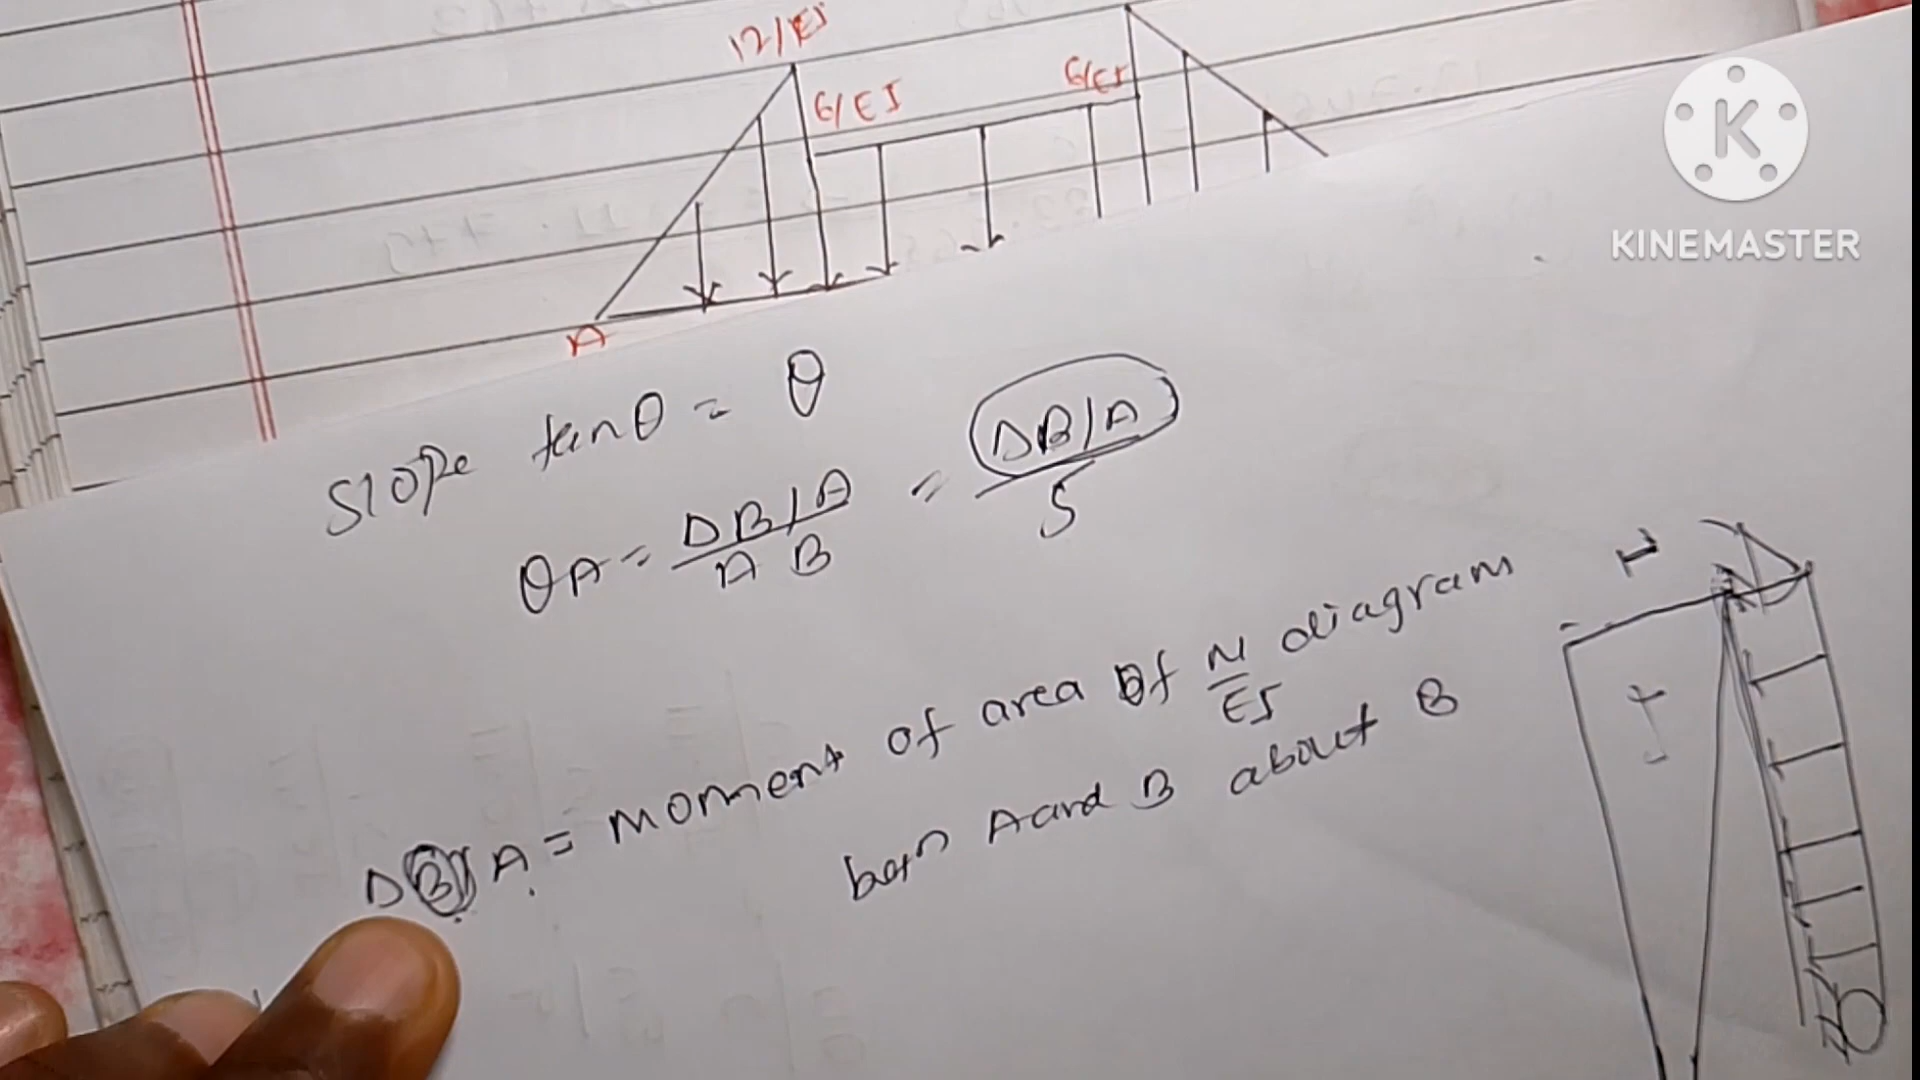 12/EI
6/EI
6/EI
A
Slope tanθ = θ
θA = ΔB/A / AB = ΔB/A / 5
ΔB/A = moment of area of M/EI diagram
betn A and B about B
K
KINEMASTER